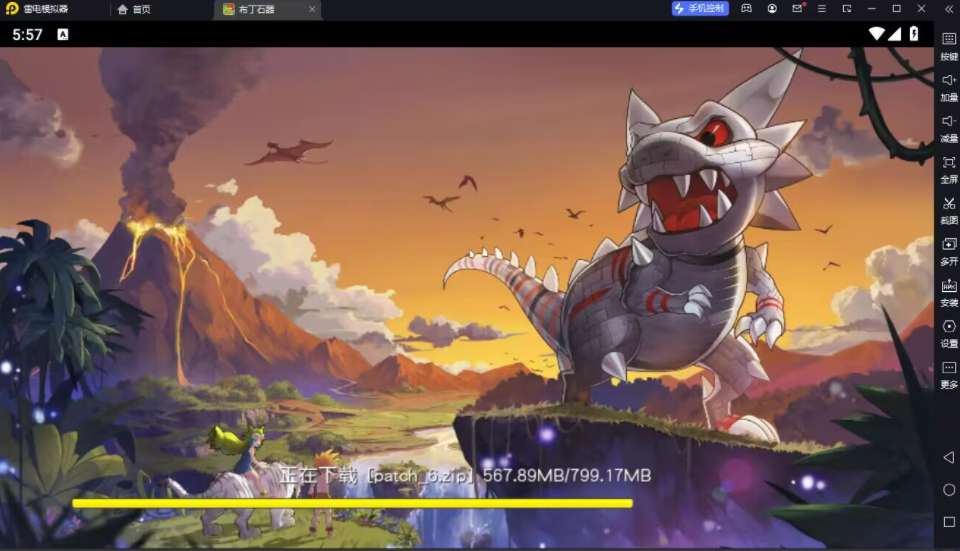 雷电模拟器
首页
布丁石器
手机控制
5:57
A
按键
加量
减量
全屏
截图
多开
安装
设置
更多
正在下载 [patch_6.zip] 567.89MB/799.17MB